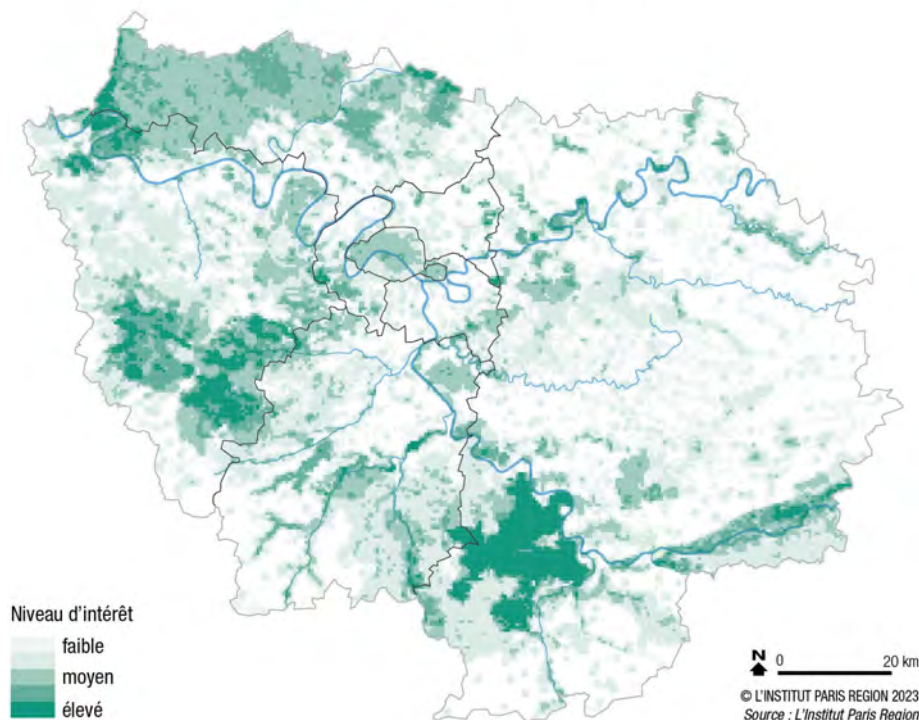 Niveau d'intérêt
faible
moyen
élevé
N 0 20 km
© L'INSTITUT PARIS REGION 2023
Source : L'Institut Paris Region